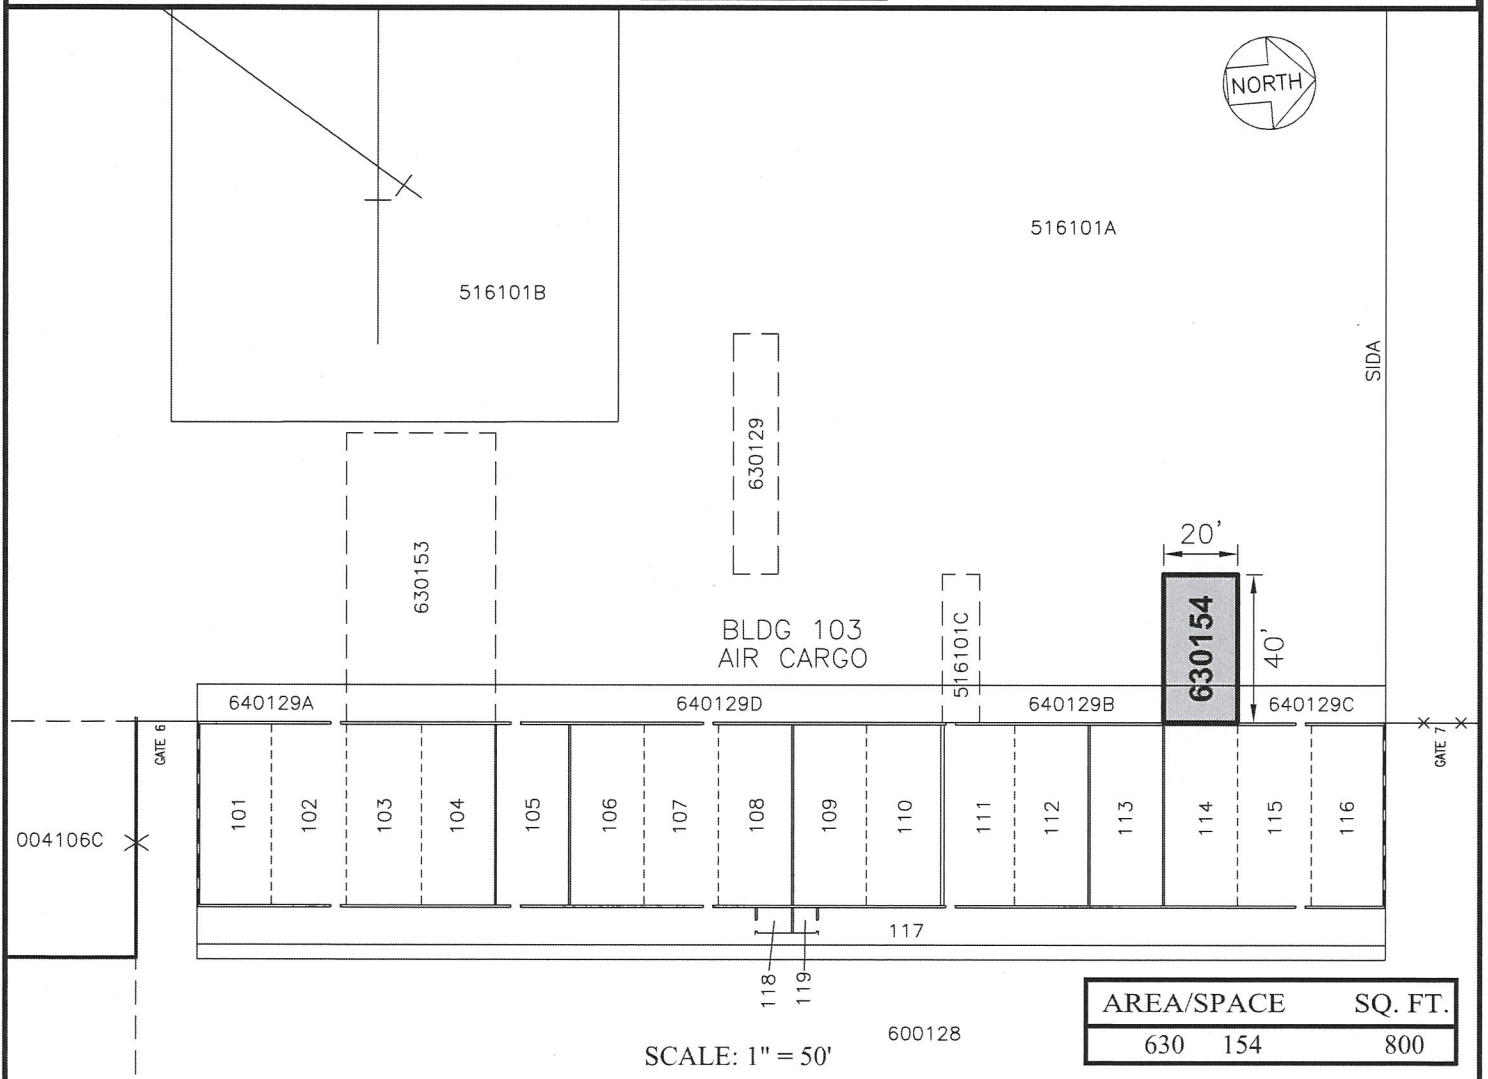 NORTH
516101A
516101B
SIDA
630129
20'
630153
630154
40'
516101C
BLDG 103
AIR CARGO
640129A
640129D
640129B
640129C
GATE 6
GATE 7
004106C
101
102
103
104
105
106
107
108
109
110
111
112
113
114
115
116
117
118
119
600128
SCALE: 1" = 50'
AREA/SPACE SQ. FT.
630 154 800